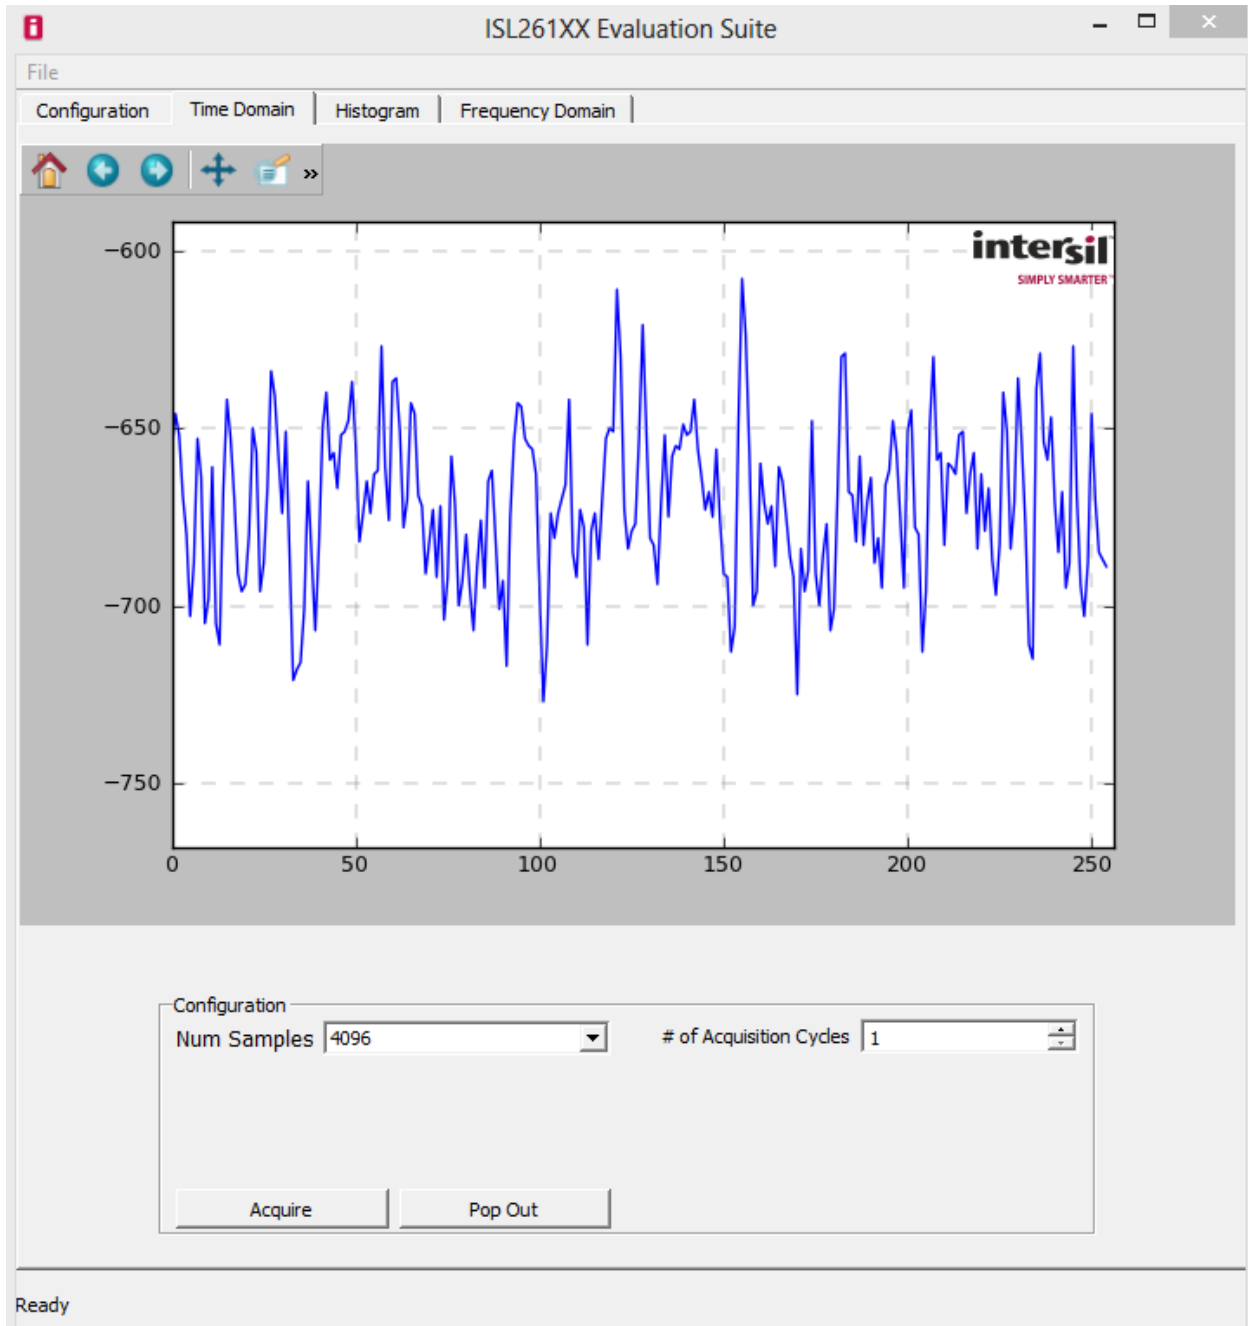 ISL261XX Evaluation Suite
File
Configuration Time Domain Histogram Frequency Domain
»
−600
intersil
SIMPLY SMARTER™
−650
−700
−750
0 50 100 150 200 250
Configuration
Num Samples 4096 # of Acquisition Cycles 1
Acquire Pop Out
Ready